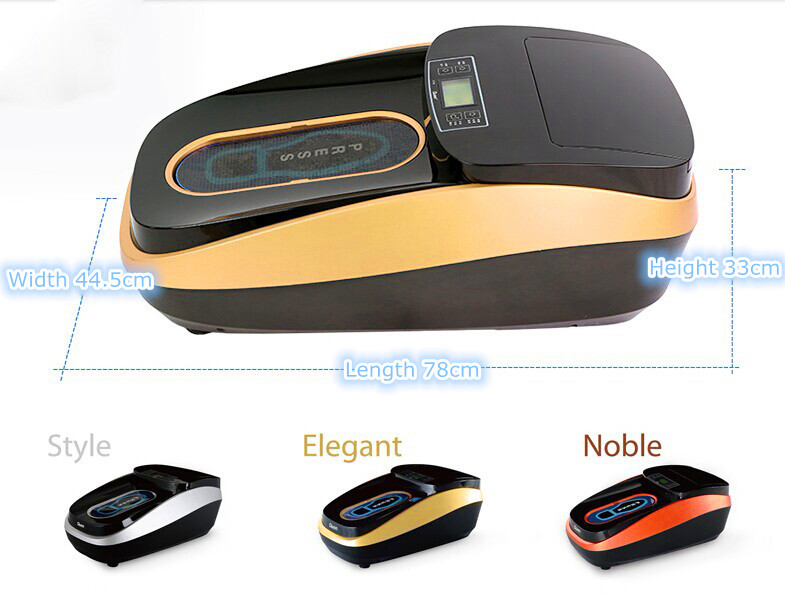 PRESS
Width 44.5cm
Height 33cm
Length 78cm
Style
Elegant
Noble